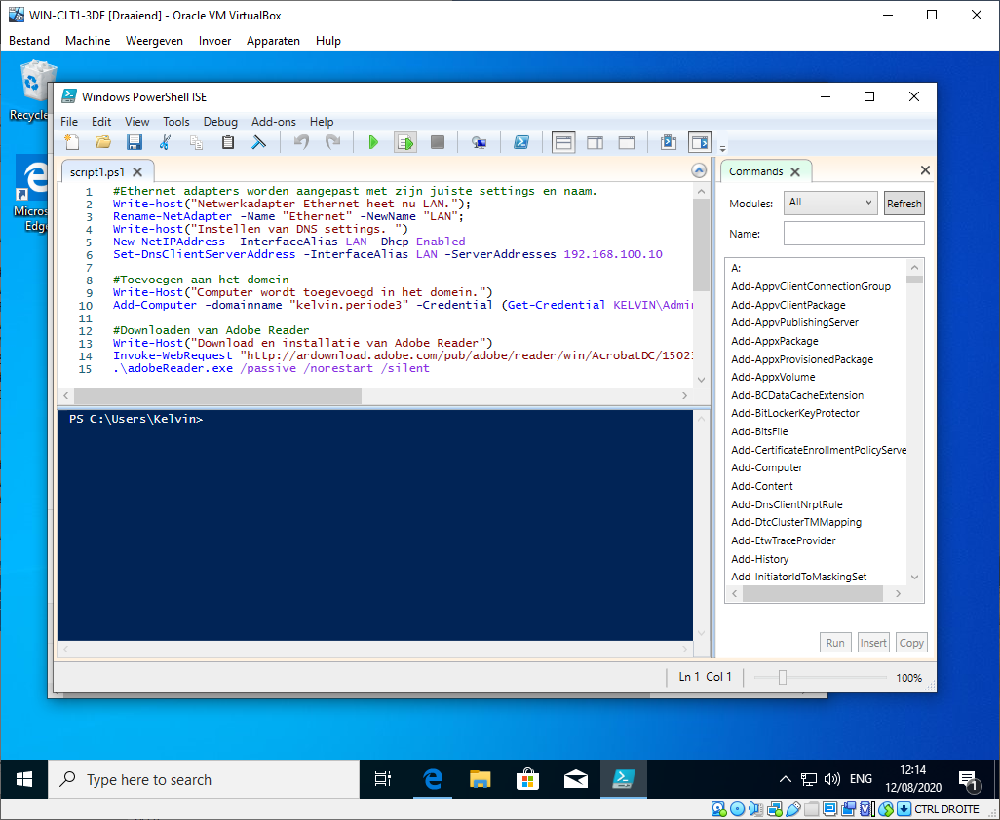 WIN-CLT1-3DE [Draaiend] - Oracle VM VirtualBox
Bestand Machine Weergeven Invoer Apparaten Hulp
Recycle
Micros
Edge
Windows PowerShell ISE
File Edit View Tools Debug Add-ons Help
script1.ps1
1 #Ethernet adapters worden aangepast met zijn juiste settings en naam.
2 Write-host("Netwerkadapter Ethernet heet nu LAN.");
3 Rename-NetAdapter -Name "Ethernet" -NewName "LAN";
4 Write-host("Instellen van DNS settings. ")
5 New-NetIPAddress -InterfaceAlias LAN -Dhcp Enabled
6 Set-DnsClientServerAddress -InterfaceAlias LAN -ServerAddresses 192.168.100.10
7
8 #Toevoegen aan het domein
9 Write-Host("Computer wordt toegevoegd in het domein.")
10 Add-Computer -domainname "kelvin.periode3" -Credential (Get-Credential KELVIN\Admin
11
12 #Downloaden van Adobe Reader
13 Write-Host("Download en installatie van Adobe Reader")
14 Invoke-WebRequest "http://ardownload.adobe.com/pub/adobe/reader/win/AcrobatDC/1502
15 .\adobeReader.exe /passive /norestart /silent
PS C:\Users\Kelvin>
Commands
Modules: All Refresh
Name:
A:
Add-AppvClientConnectionGroup
Add-AppvClientPackage
Add-AppvPublishingServer
Add-AppxPackage
Add-AppxProvisionedPackage
Add-AppxVolume
Add-BCDataCacheExtension
Add-BitLockerKeyProtector
Add-BitsFile
Add-CertificateEnrollmentPolicyServe
Add-Computer
Add-Content
Add-DnsClientNrptRule
Add-DtcClusterTMMapping
Add-EtwTraceProvider
Add-History
Add-InitiatorIdToMaskingSet
Run Insert Copy
Ln 1 Col 1 100%
Type here to search
ENG
12:14
12/08/2020
1
CTRL DROITE